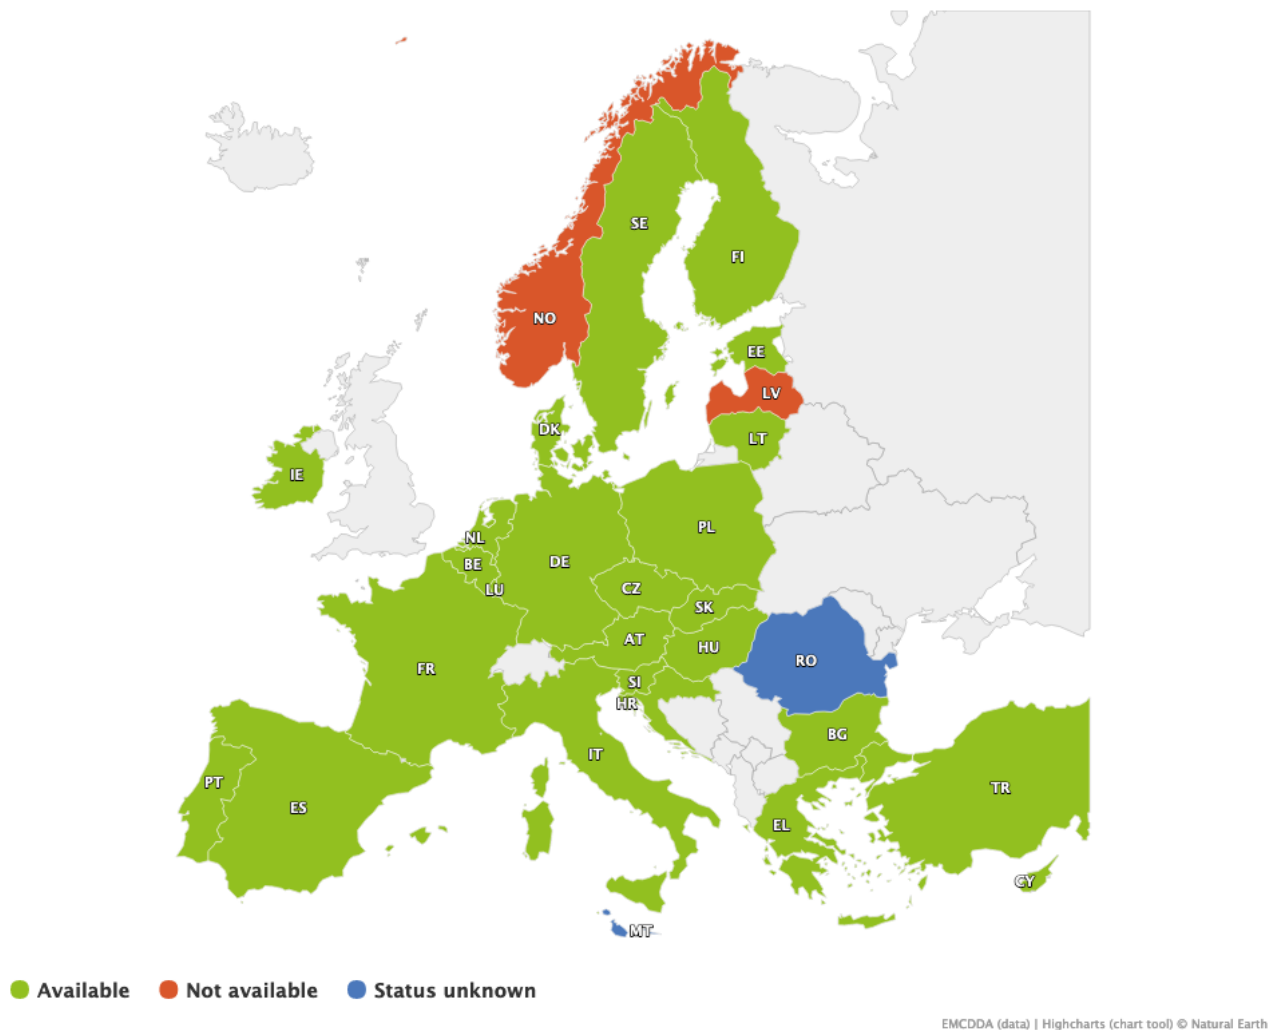 SE
FI
NO
EE
LV
DK
LT
IE
PL
NL
DE
BE
CZ
LU
SK
AT
HU
RO
FR
SI
HR
BG
IT
PT
TR
ES
EL
CY
MT
Available
Not available
Status unknown
EMCDDA (data) | Highcharts (chart tool) © Natural Earth